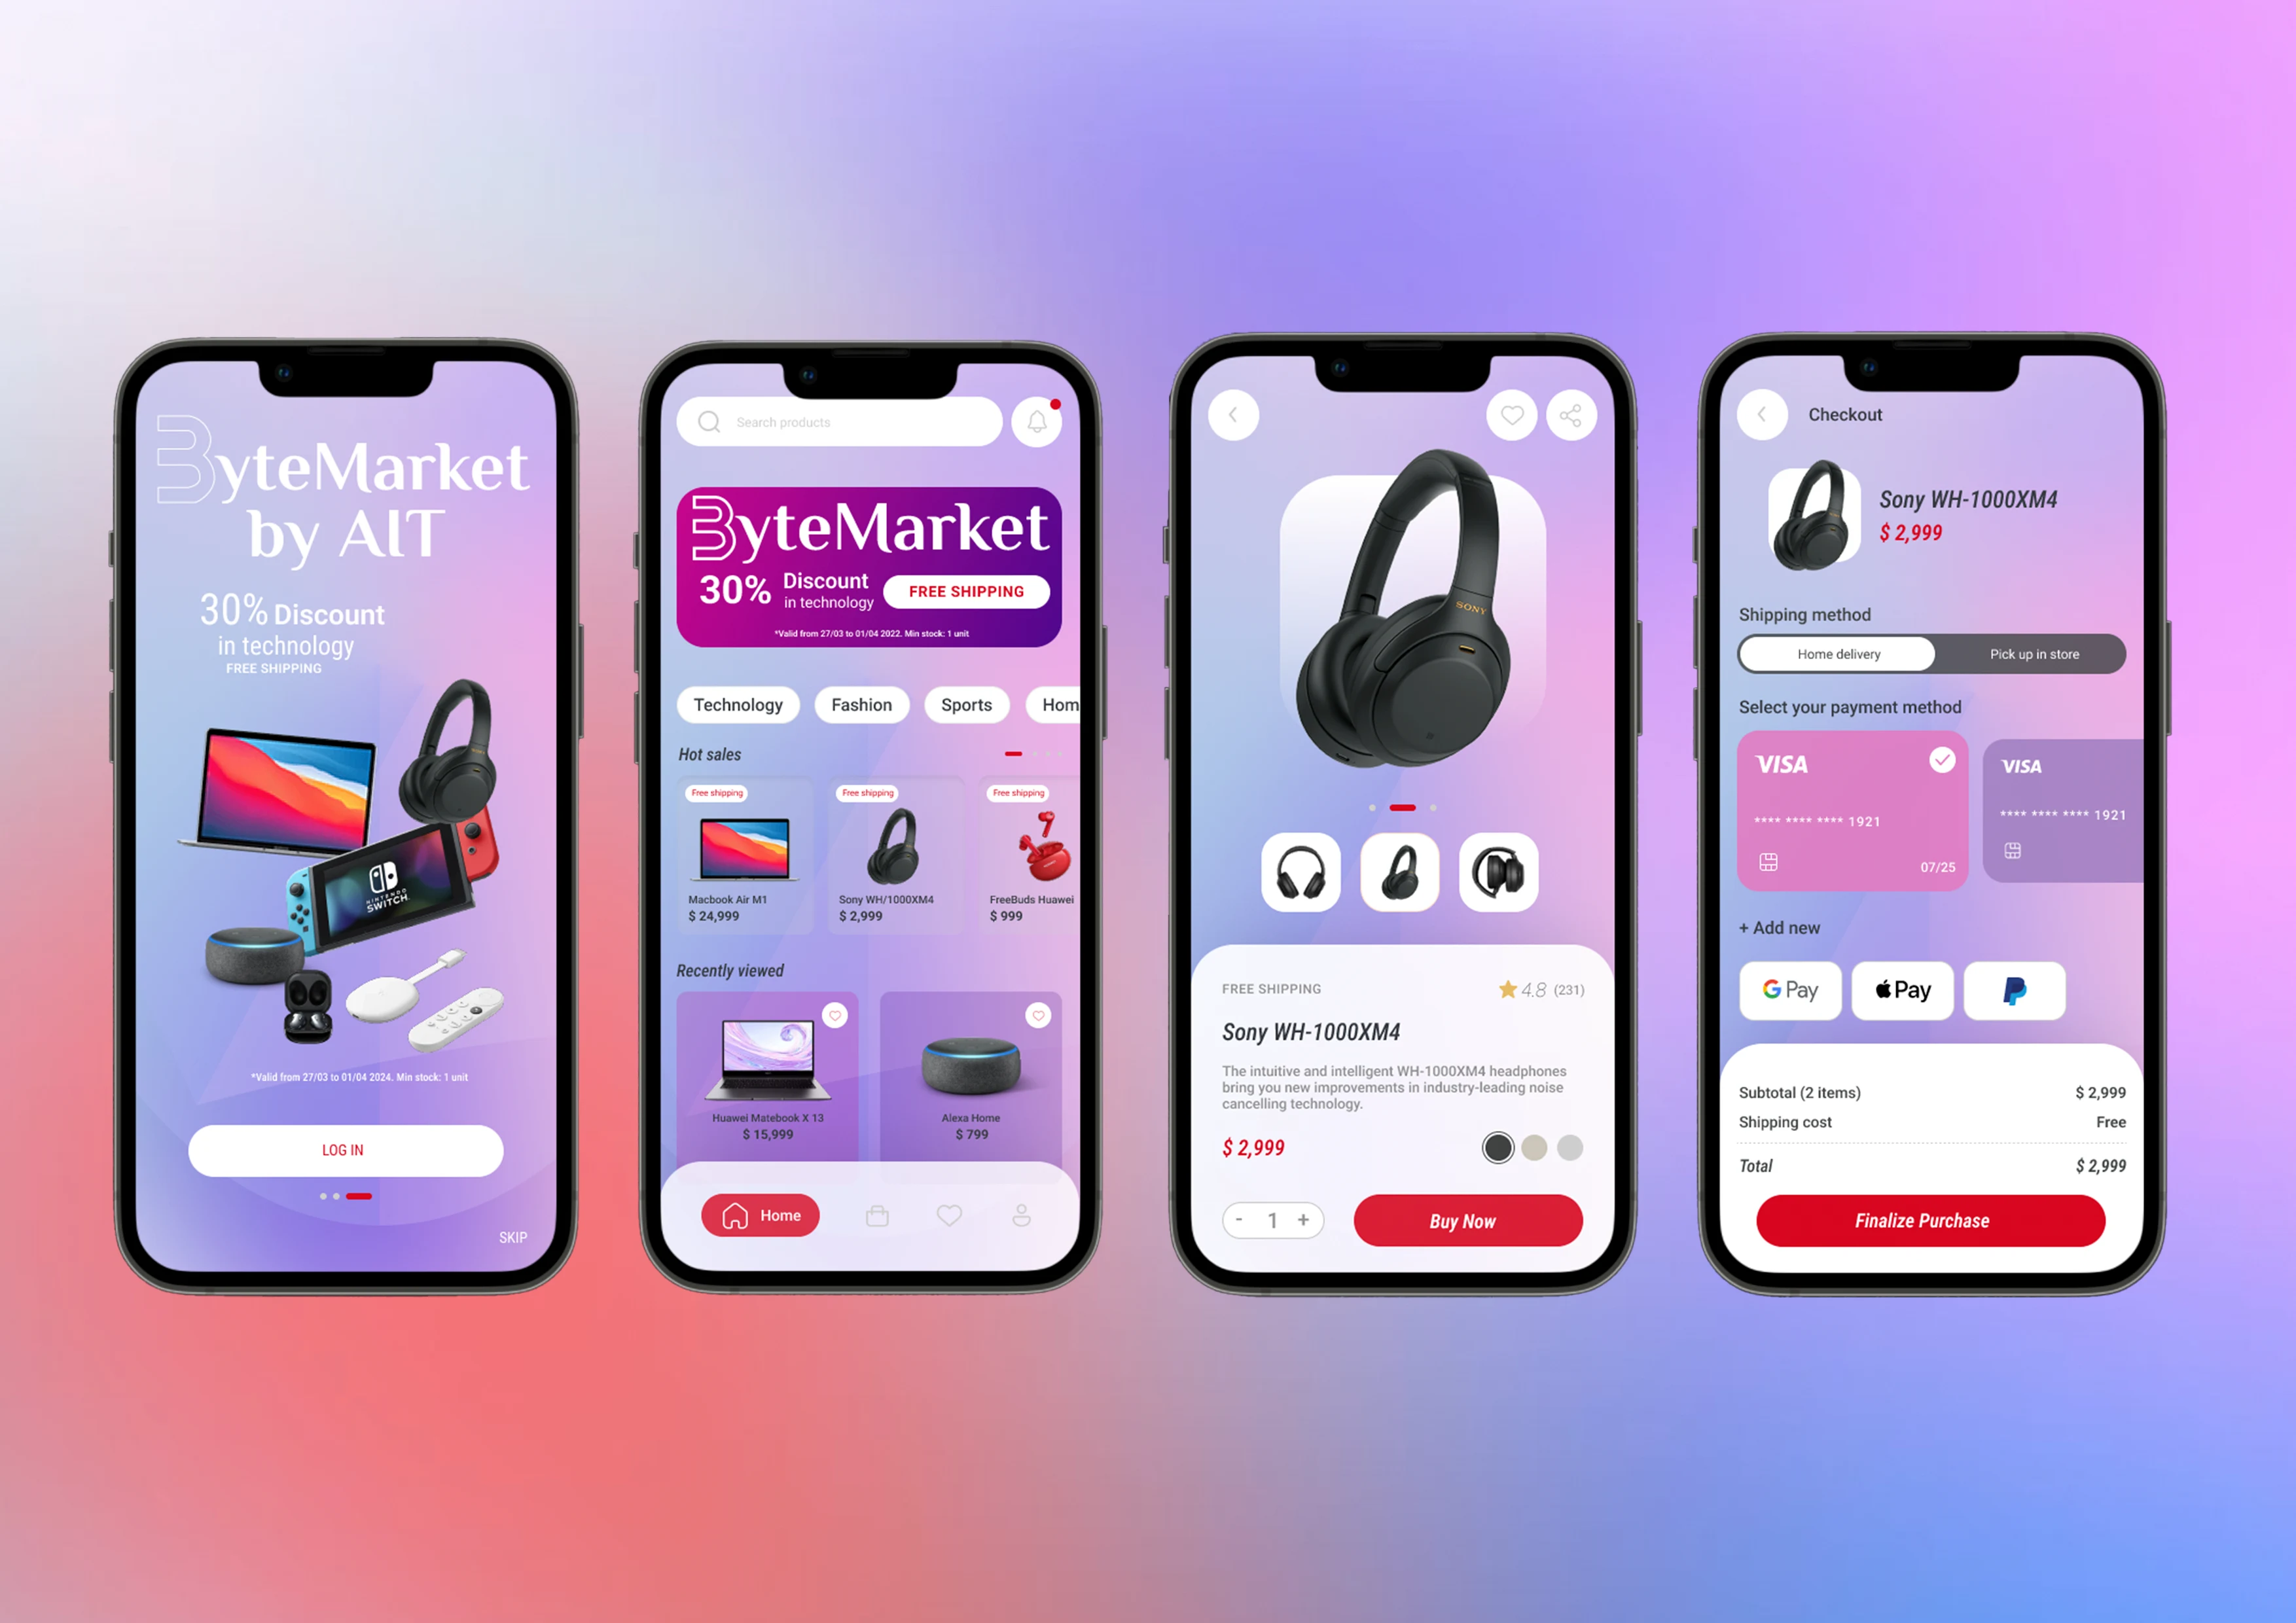 ByteMarket
by AIT
30% Discount
in technology
FREE SHIPPING
NINTENDO
SWITCH
*Valid from 27/03 to 01/04 2024. Min stock: 1 unit
LOG IN
SKIP
Search products
ByteMarket
30% Discount
in technology
FREE SHIPPING
*Valid from 27/03 to 01/04 2022. Min stock: 1 unit
Technology Fashion Sports Hom
Hot sales
Free shipping Free shipping Free shipping
Macbook Air M1 Sony WH/1000XM4 FreeBuds Huawei
$ 24,999 $ 2,999 $ 999
Recently viewed
Huawei Matebook X 13 Alexa Home
$ 15,999 $ 799
Home
SONY
FREE SHIPPING 4.8 (231)
Sony WH-1000XM4
The intuitive and intelligent WH-1000XM4 headphones
bring you new improvements in industry-leading noise
cancelling technology.
$ 2,999
- 1 + Buy Now
Checkout
Sony WH-1000XM4
$ 2,999
Shipping method
Home delivery Pick up in store
Select your payment method
VISA VISA
**** **** **** 1921 **** **** **** 1921
07/25
+ Add new
G Pay Pay
Subtotal (2 items) $ 2,999
Shipping cost Free
Total $ 2,999
Finalize Purchase